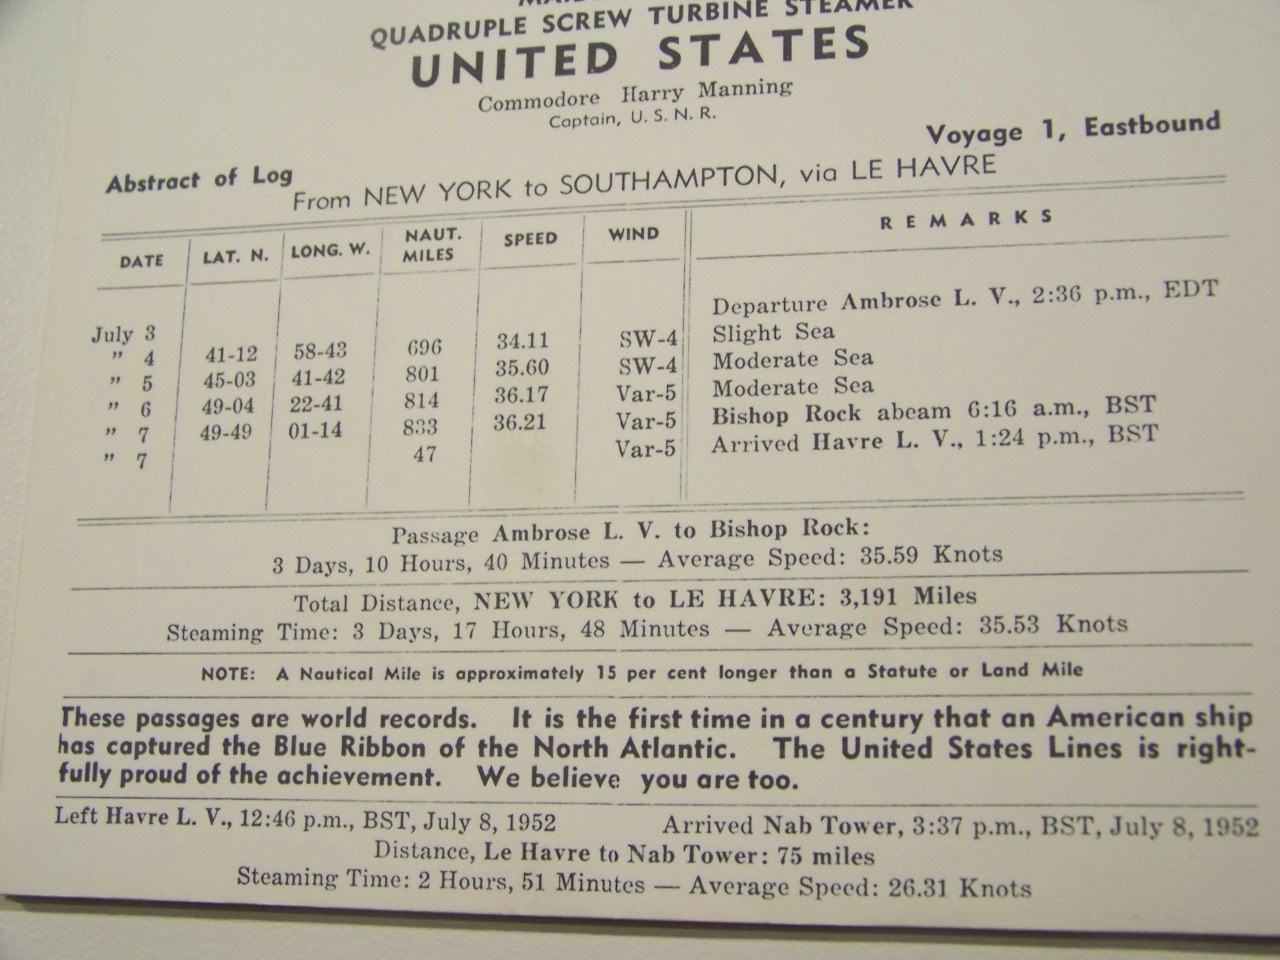 QUADRUPLE SCREW TURBINE STEAMER
UNITED STATES
Commodore Harry Manning
Captain, U. S. N. R.
Voyage 1, Eastbound
Abstract of Log
From NEW YORK to SOUTHAMPTON, via LE HAVRE
DATE LAT. N. LONG. W. NAUT. MILES SPEED WIND REMARKS
Departure Ambrose L. V., 2:36 p.m., EDT
July 3
" 4 41-12 58-43 696 34.11 SW-4 Slight Sea
" 5 45-03 41-42 801 35.60 SW-4 Moderate Sea
" 6 49-04 22-41 814 36.17 Var-5 Moderate Sea
" 7 49-49 01-14 833 36.21 Var-5 Bishop Rock abeam 6:16 a.m., BST
" 7 47 Var-5 Arrived Havre L. V., 1:24 p.m., BST
Passage Ambrose L. V. to Bishop Rock:
3 Days, 10 Hours, 40 Minutes — Average Speed: 35.59 Knots
Total Distance, NEW YORK to LE HAVRE: 3,191 Miles
Steaming Time: 3 Days, 17 Hours, 48 Minutes — Average Speed: 35.53 Knots
NOTE: A Nautical Mile is approximately 15 per cent longer than a Statute or Land Mile
These passages are world records. It is the first time in a century that an American ship
has captured the Blue Ribbon of the North Atlantic. The United States Lines is right-
fully proud of the achievement. We believe you are too.
Left Havre L. V., 12:46 p.m., BST, July 8, 1952 Arrived Nab Tower, 3:37 p.m., BST, July 8, 1952
Distance, Le Havre to Nab Tower: 75 miles
Steaming Time: 2 Hours, 51 Minutes — Average Speed: 26.31 Knots